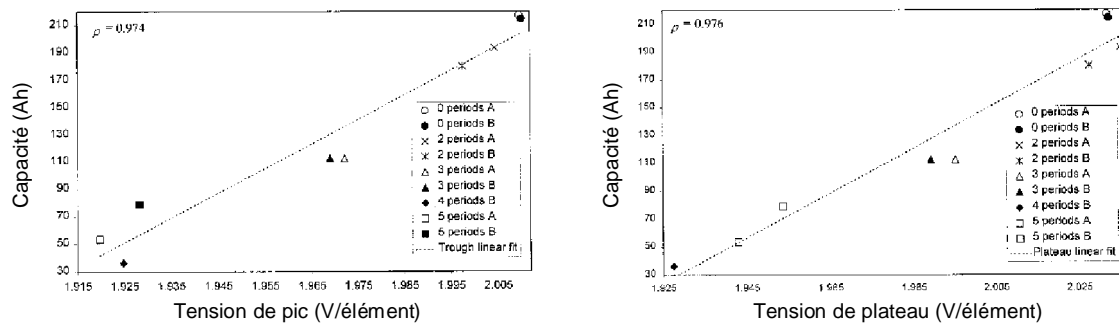 210
190
170
150
130
110
90
70
50
30
Capacité (Ah)
ρ = 0.974
0 periods A
0 periods B
2 periods A
2 periods B
3 periods A
3 periods B
4 periods B
5 periods A
5 periods B
Trough linear fit
1.915 1.925 1.935 1.945 1.955 1.965 1.975 1.985 1.995 2.005
Tension de pic (V/élément)
210
190
170
150
130
110
90
70
50
30
Capacité (Ah)
ρ = 0.976
0 periods A
0 periods B
2 periods A
2 periods B
3 periods A
3 periods B
4 periods B
5 periods A
5 periods B
Plateau linear fit
1.925 1.945 1.965 1.985 2.005 2.025
Tension de plateau (V/élément)